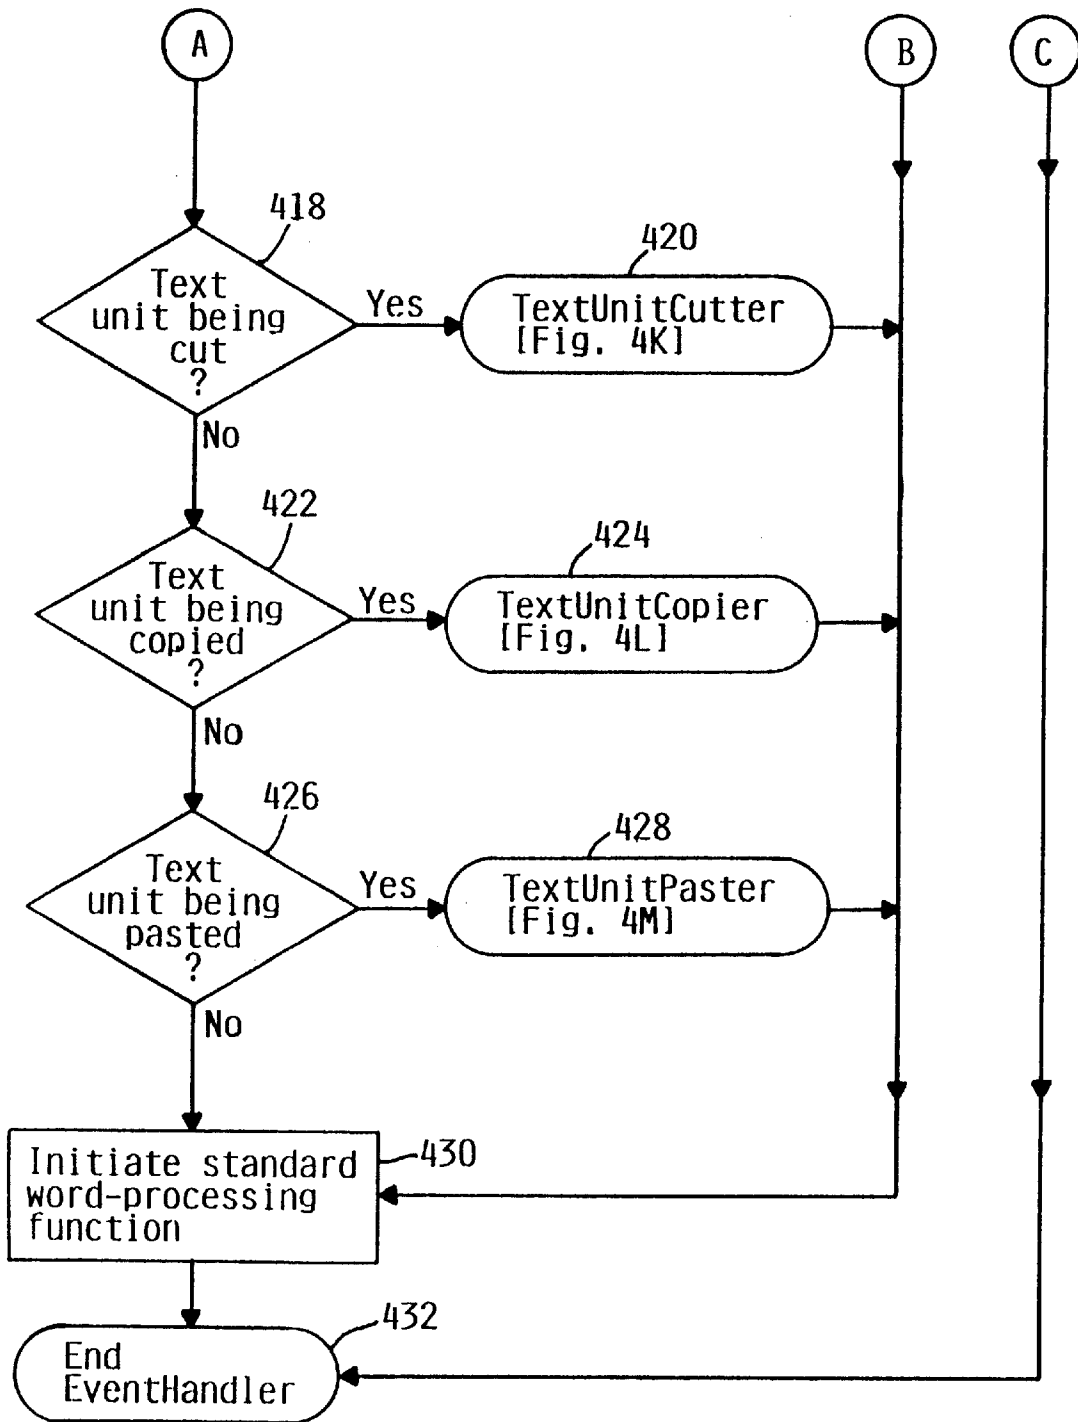 A
B
C
418
Text
unit being
cut
?
Yes
420
TextUnitCutter
[Fig. 4K]
No
422
Text
unit being
copied
?
Yes
424
TextUnitCopier
[Fig. 4L]
No
426
Text
unit being
pasted
?
Yes
428
TextUnitPaster
[Fig. 4M]
No
Initiate standard
word-processing
function
430
End
EventHandler
432